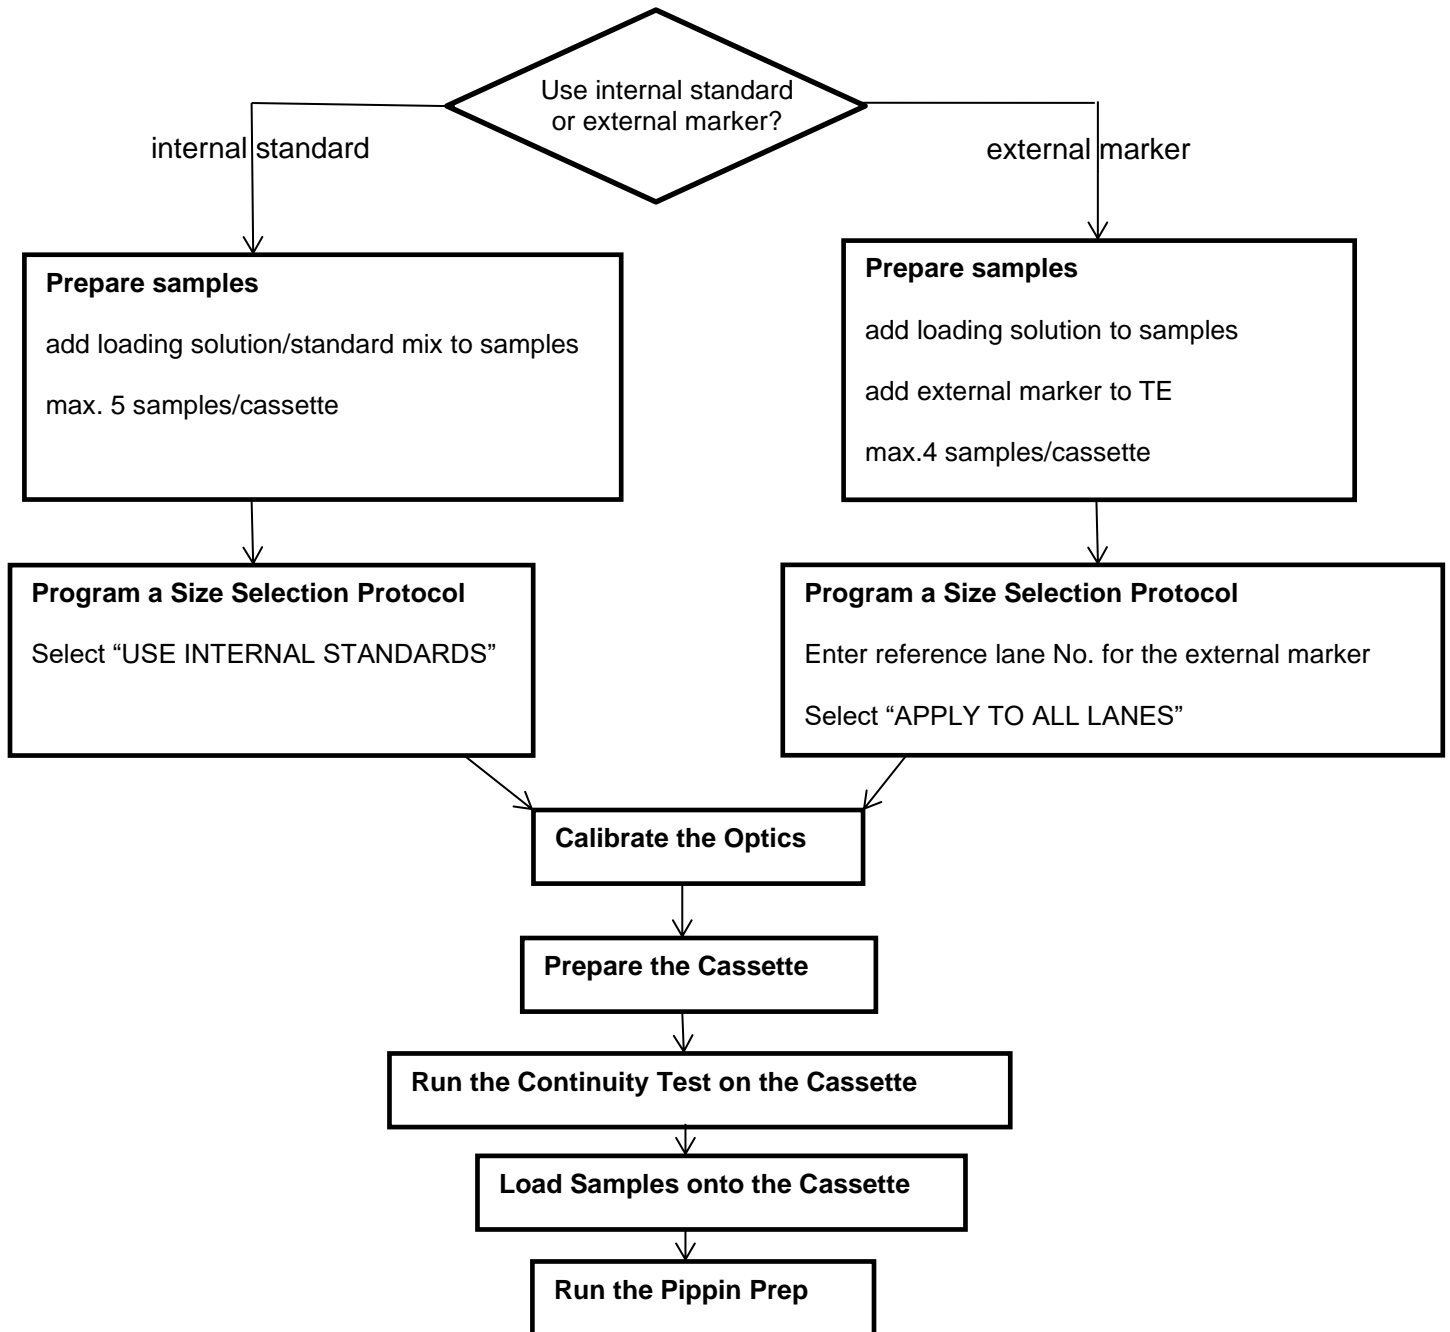 Use internal standard
or external marker?
internal standard
external marker
Prepare samples
add loading solution/standard mix to samples
max. 5 samples/cassette
Prepare samples
add loading solution to samples
add external marker to TE
max.4 samples/cassette
Program a Size Selection Protocol
Select “USE INTERNAL STANDARDS”
Program a Size Selection Protocol
Enter reference lane No. for the external marker
Select “APPLY TO ALL LANES”
Calibrate the Optics
Prepare the Cassette
Run the Continuity Test on the Cassette
Load Samples onto the Cassette
Run the Pippin Prep